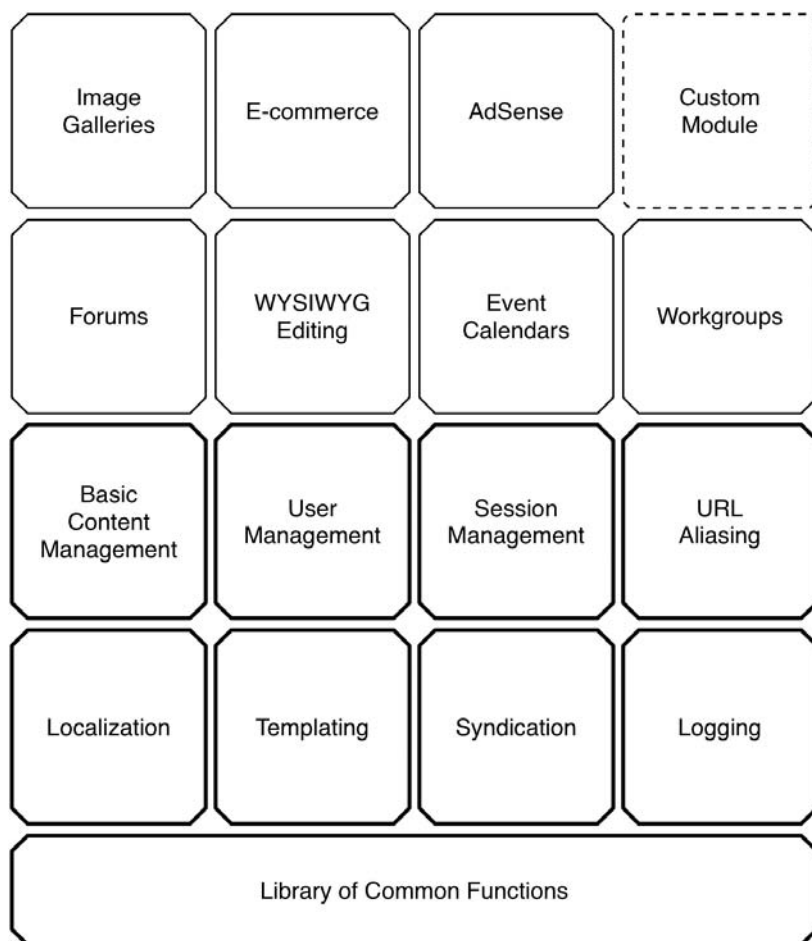 Image
Galleries
E-commerce
AdSense
Custom
Module
Forums
WYSIWYG
Editing
Event
Calendars
Workgroups
Basic
Content
Management
User
Management
Session
Management
URL
Aliasing
Localization
Templating
Syndication
Logging
Library of Common Functions